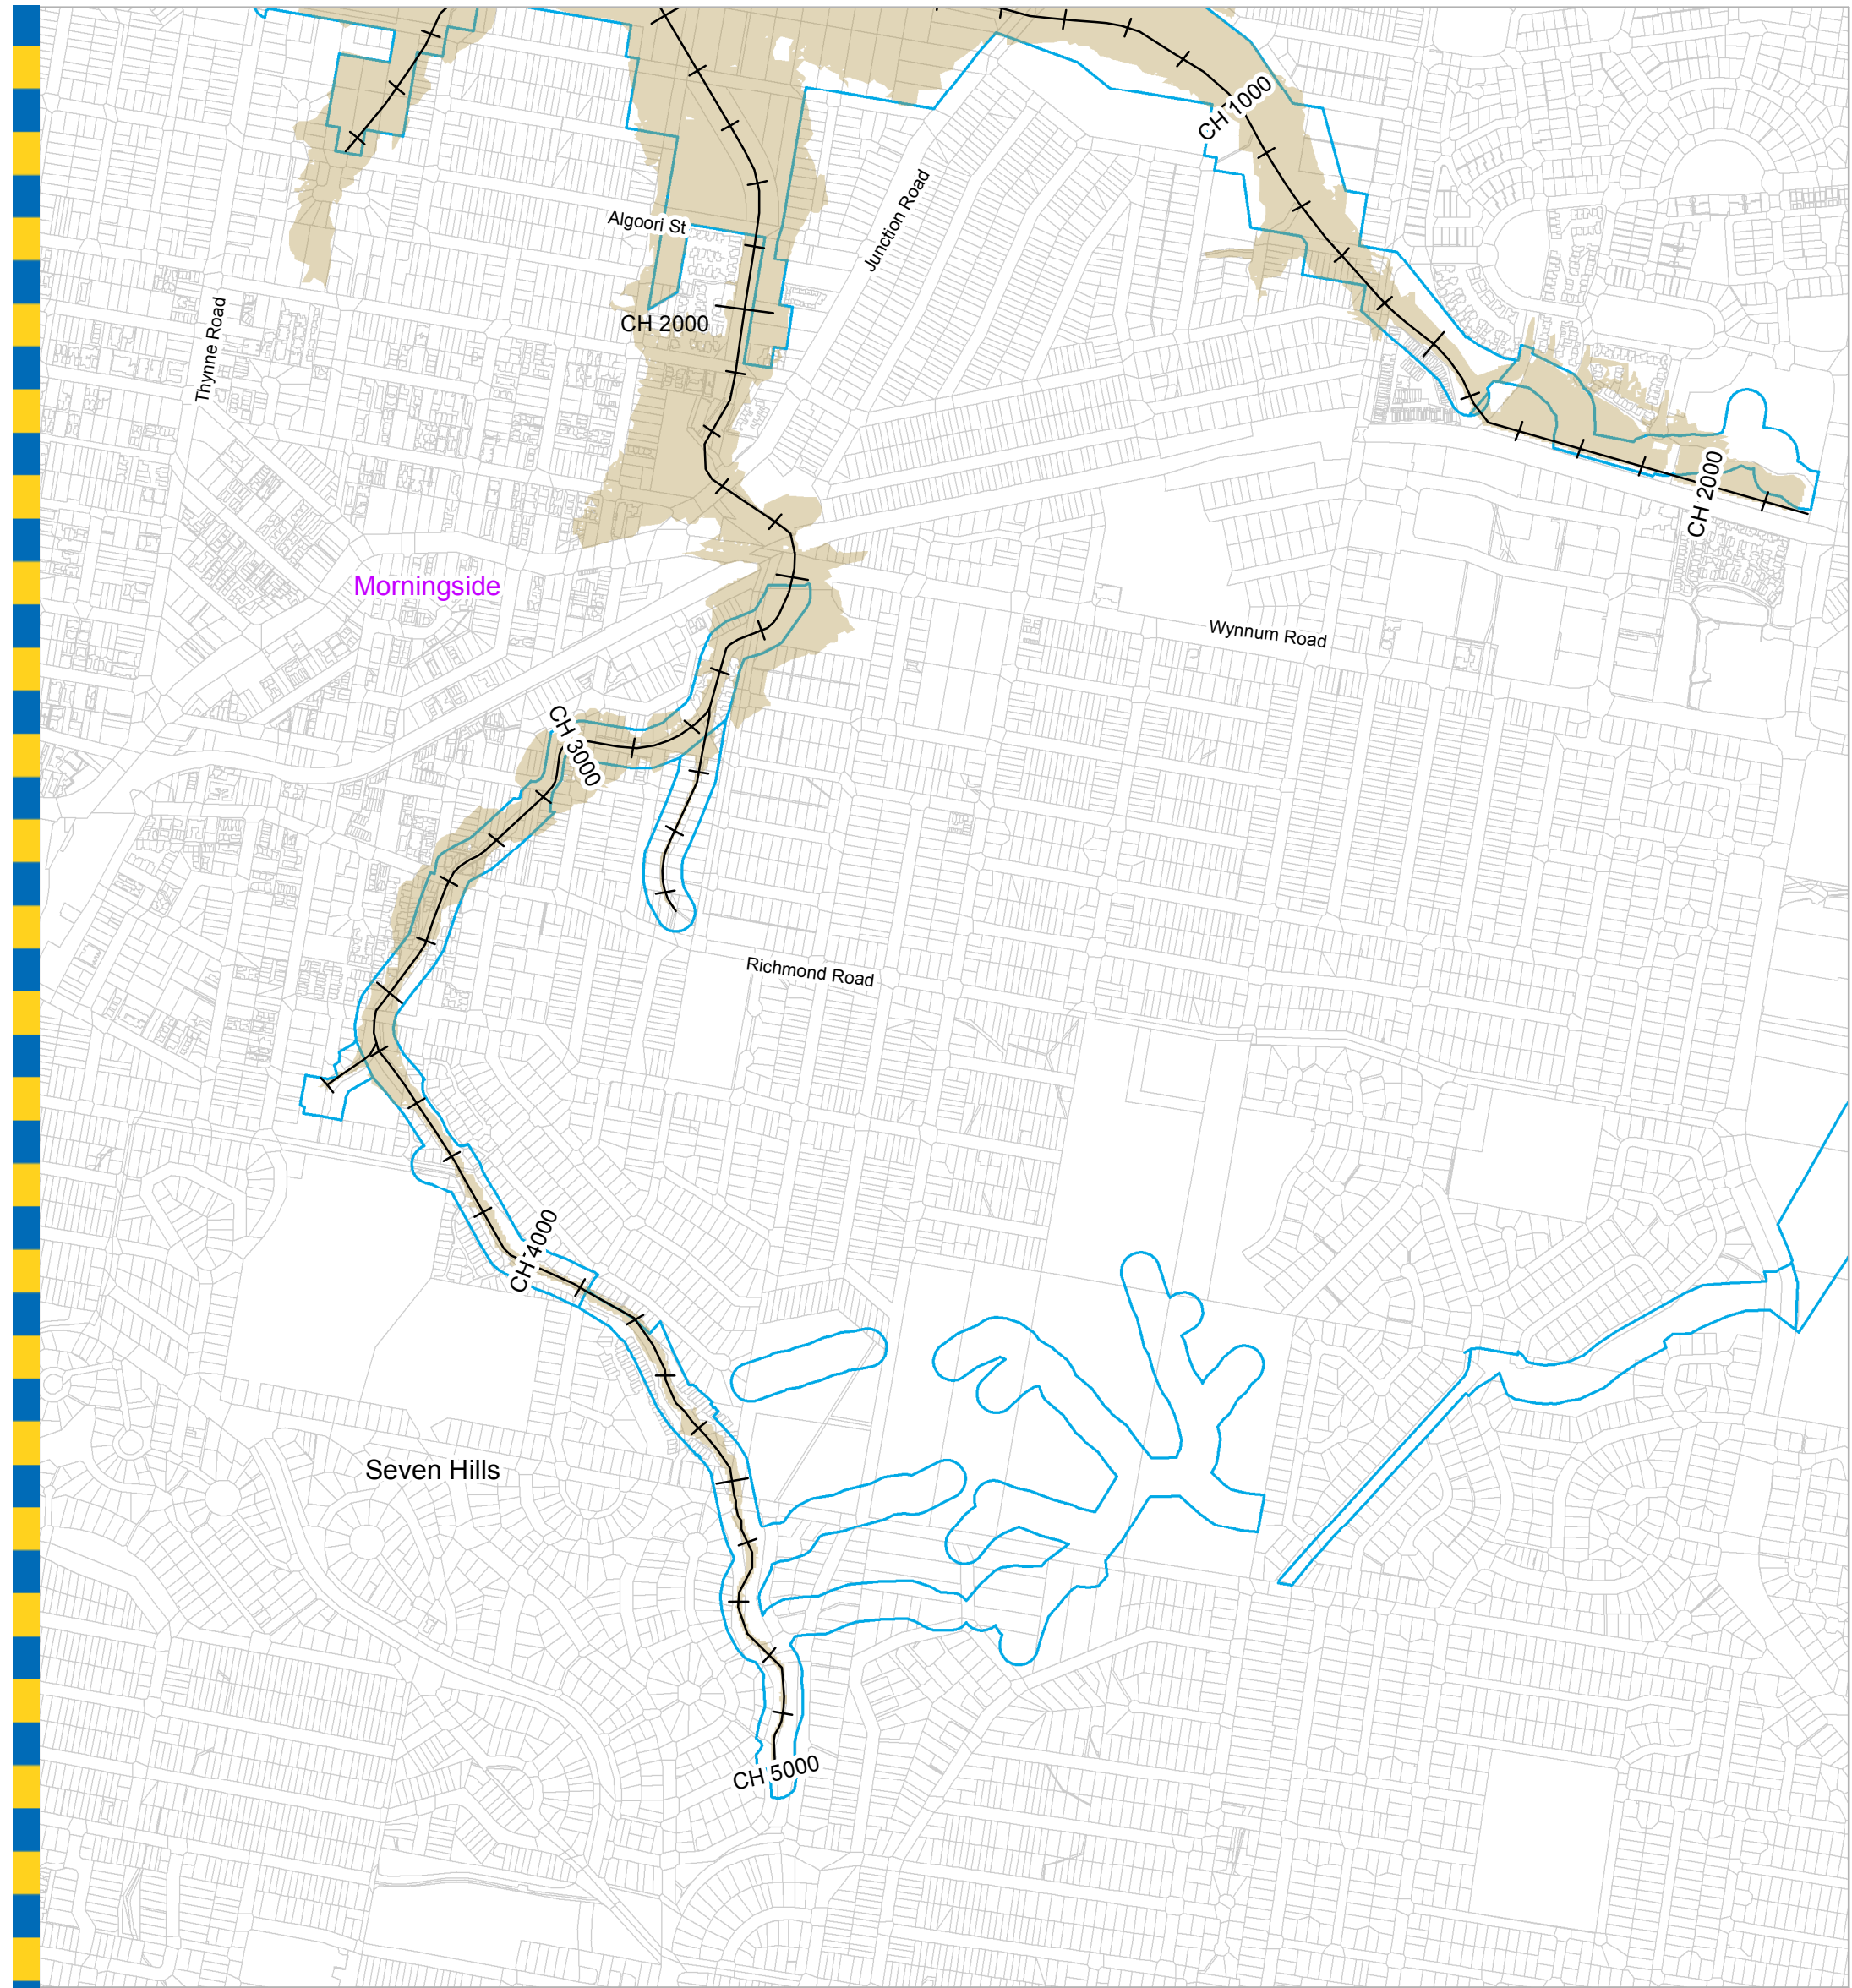 CH 1000
Junction Road
Algoori St
CH 2000
Thynne Road
CH 2000
Morningside
Wynnum Road
CH 3000
Richmond Road
CH 4000
Seven Hills
CH 5000